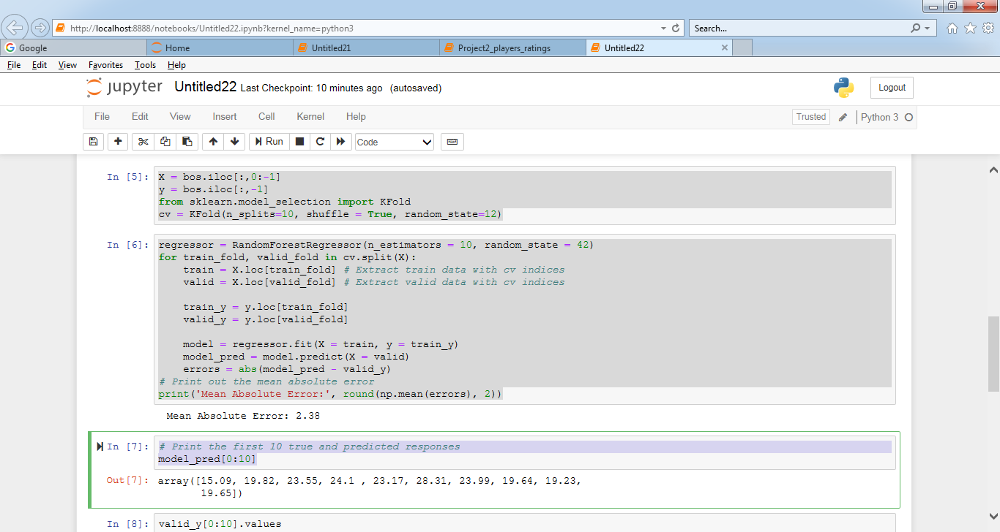 http://localhost:8888/notebooks/Untitled22.ipynb?kernel_name=python3
Search...
Google
Home
Untitled21
Project2_players_ratings
Untitled22
File Edit View Favorites Tools Help
jupyter Untitled22 Last Checkpoint: 10 minutes ago (autosaved)
Logout
File Edit View Insert Cell Kernel Help
Trusted
Python 3
Run
Code
In [5]: X = bos.iloc[:,0:-1]
y = bos.iloc[:,-1]
from sklearn.model_selection import KFold
cv = KFold(n_splits=10, shuffle = True, random_state=12)
In [6]: regressor = RandomForestRegressor(n_estimators = 10, random_state = 42)
for train_fold, valid_fold in cv.split(X):
    train = X.loc[train_fold] # Extract train data with cv indices
    valid = X.loc[valid_fold] # Extract valid data with cv indices
    train_y = y.loc[train_fold]
    valid_y = y.loc[valid_fold]
    model = regressor.fit(X = train, y = train_y)
    model_pred = model.predict(X = valid)
    errors = abs(model_pred - valid_y)
# Print out the mean absolute error
print('Mean Absolute Error:', round(np.mean(errors), 2))
Mean Absolute Error: 2.38
In [7]: # Print the first 10 true and predicted responses
model_pred[0:10]
Out[7]: array([15.09, 19.82, 23.55, 24.1 , 23.17, 28.31, 23.99, 19.64, 19.23,
       19.65])
In [8]: valid_y[0:10].values